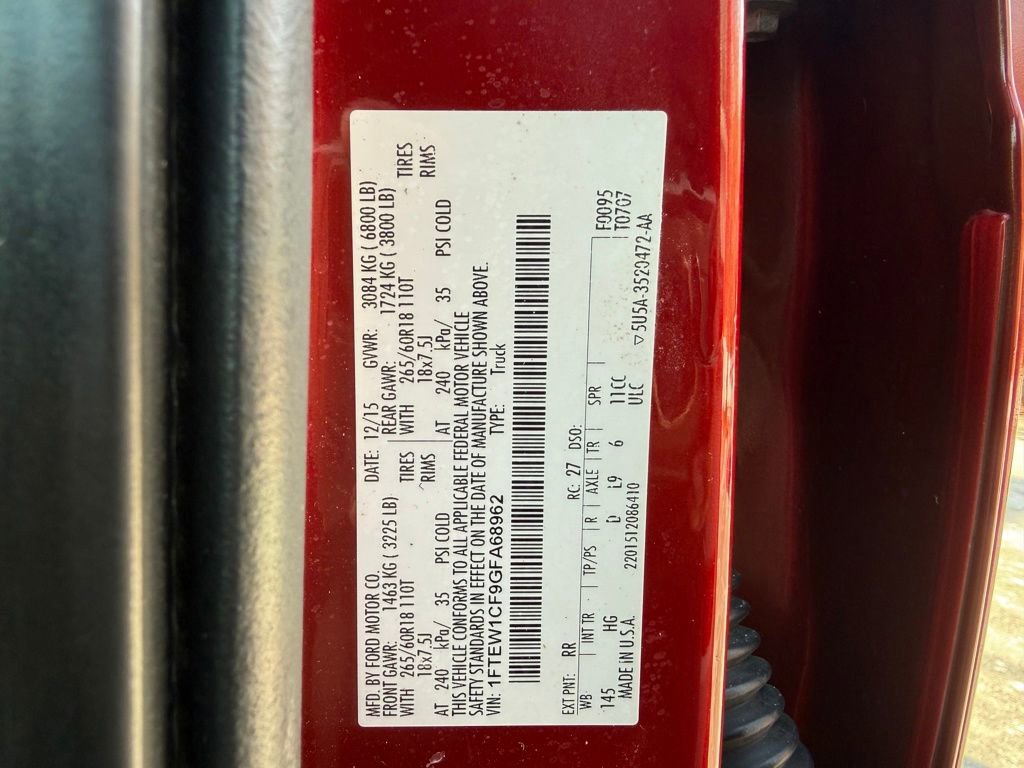 MFD. BY FORD MOTOR CO. DATE: 12/15 GVWR: 3084 KG ( 6800 LB)
FRONT GAWR: 1463 KG ( 3225 LB) REAR GAWR: 1724 KG ( 3800 LB)
WITH 265/60R18 110T TIRES WITH 265/60R18 110T TIRES
18x7.5J RIMS 18x7.5J RIMS
AT 240 kPa/ 35 PSI COLD AT 240 kPa/ 35 PSI COLD
THIS VEHICLE CONFORMS TO ALL APPLICABLE FEDERAL MOTOR VEHICLE
SAFETY STANDARDS IN EFFECT ON THE DATE OF MANUFACTURE SHOWN ABOVE.
VIN: 1FTEW1CF9GFA68962 TYPE: Truck
EXT PNT: RR RC: 27 DSO: F0095
WB INT TR TP/PS R AXLE TR SPR T0707
145 HG D L9 6 11CC
MADE IN U.S.A. 2201512086410 ULC ▽5U5A-3520472-AA